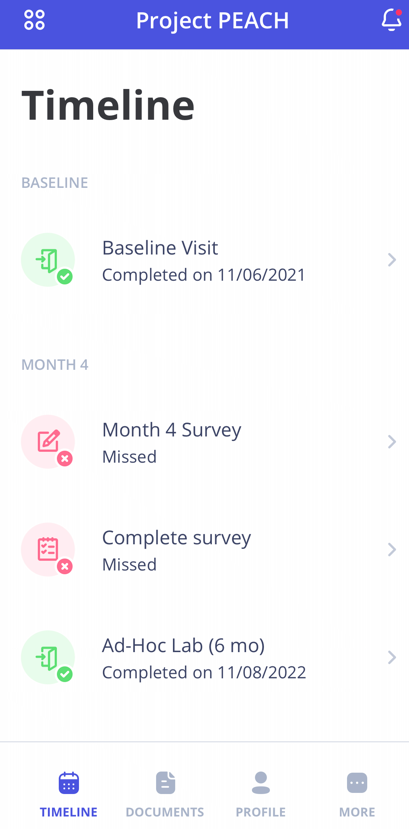 Project PEACH
Timeline
BASELINE
Baseline Visit
Completed on 11/06/2021
MONTH 4
Month 4 Survey
Missed
Complete survey
Missed
Ad-Hoc Lab (6 mo)
Completed on 11/08/2022
TIMELINE
DOCUMENTS
PROFILE
MORE